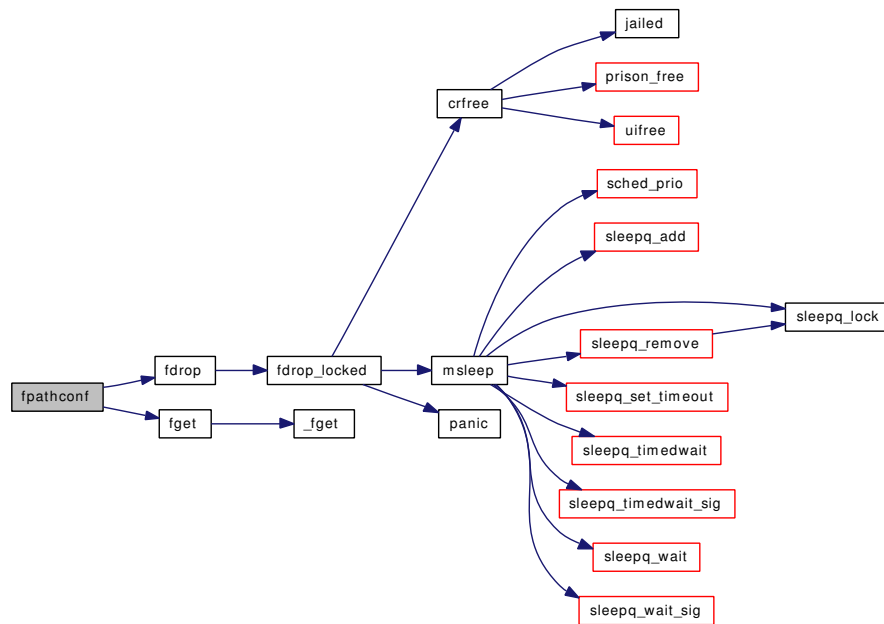 jailed
prison_free
crfree
uifree
sched_prio
sleepq_add
sleepq_lock
sleepq_remove
fdrop
fdrop_locked
msleep
fpathconf
sleepq_set_timeout
fget
_fget
panic
sleepq_timedwait
sleepq_timedwait_sig
sleepq_wait
sleepq_wait_sig